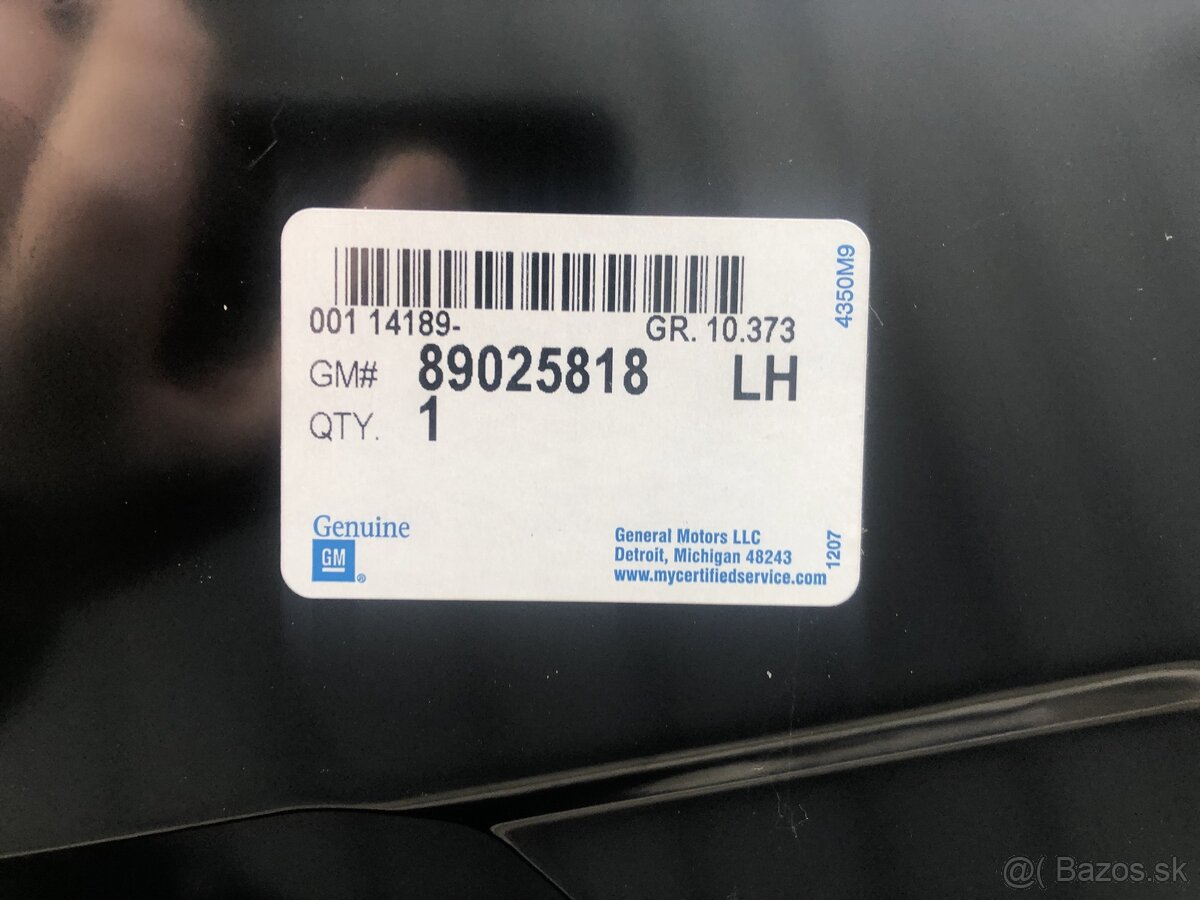 001 14189-
GR. 10.373
GM# 89025818 LH
QTY. 1
4350M9
Genuine
GM®
General Motors LLC
Detroit, Michigan 48243
www.mycertifiedservice.com
1207
@( Bazos.sk